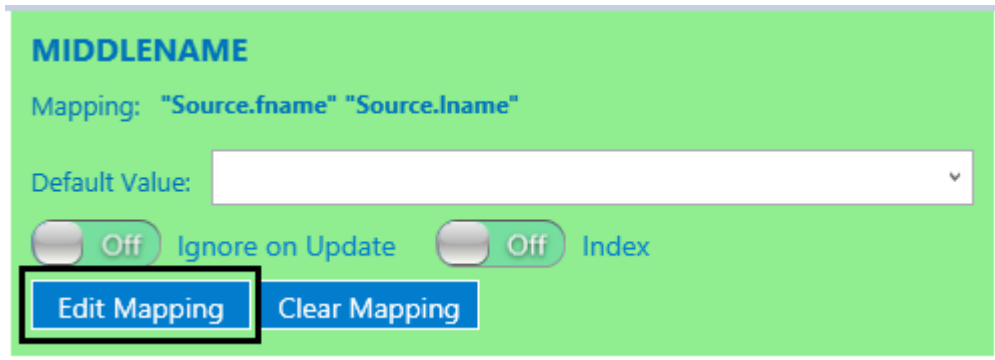 MIDDLENAME
Mapping: "Source.fname" "Source.lname"
Default Value:
Off Ignore on Update Off Index
Edit Mapping Clear Mapping